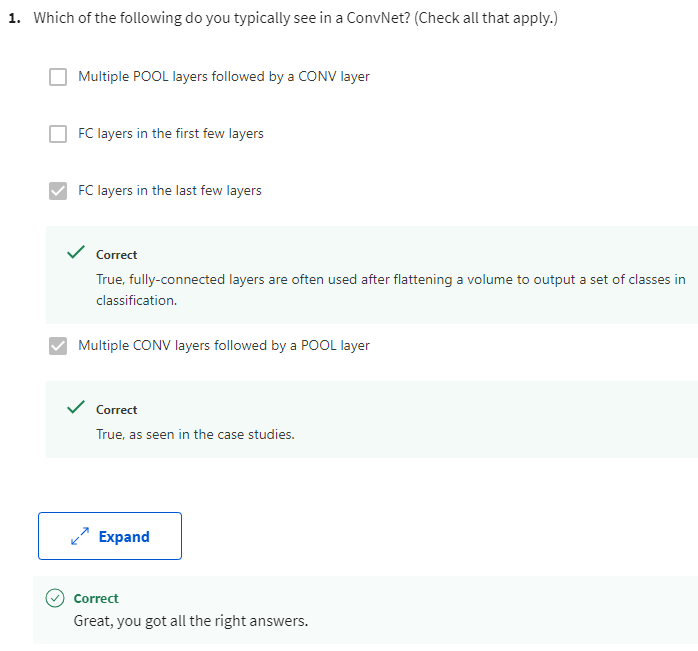 1. Which of the following do you typically see in a ConvNet? (Check all that apply.)
Multiple POOL layers followed by a CONV layer
FC layers in the first few layers
FC layers in the last few layers
Correct
True, fully-connected layers are often used after flattening a volume to output a set of classes in
classification.
Multiple CONV layers followed by a POOL layer
Correct
True, as seen in the case studies.
Expand
Correct
Great, you got all the right answers.